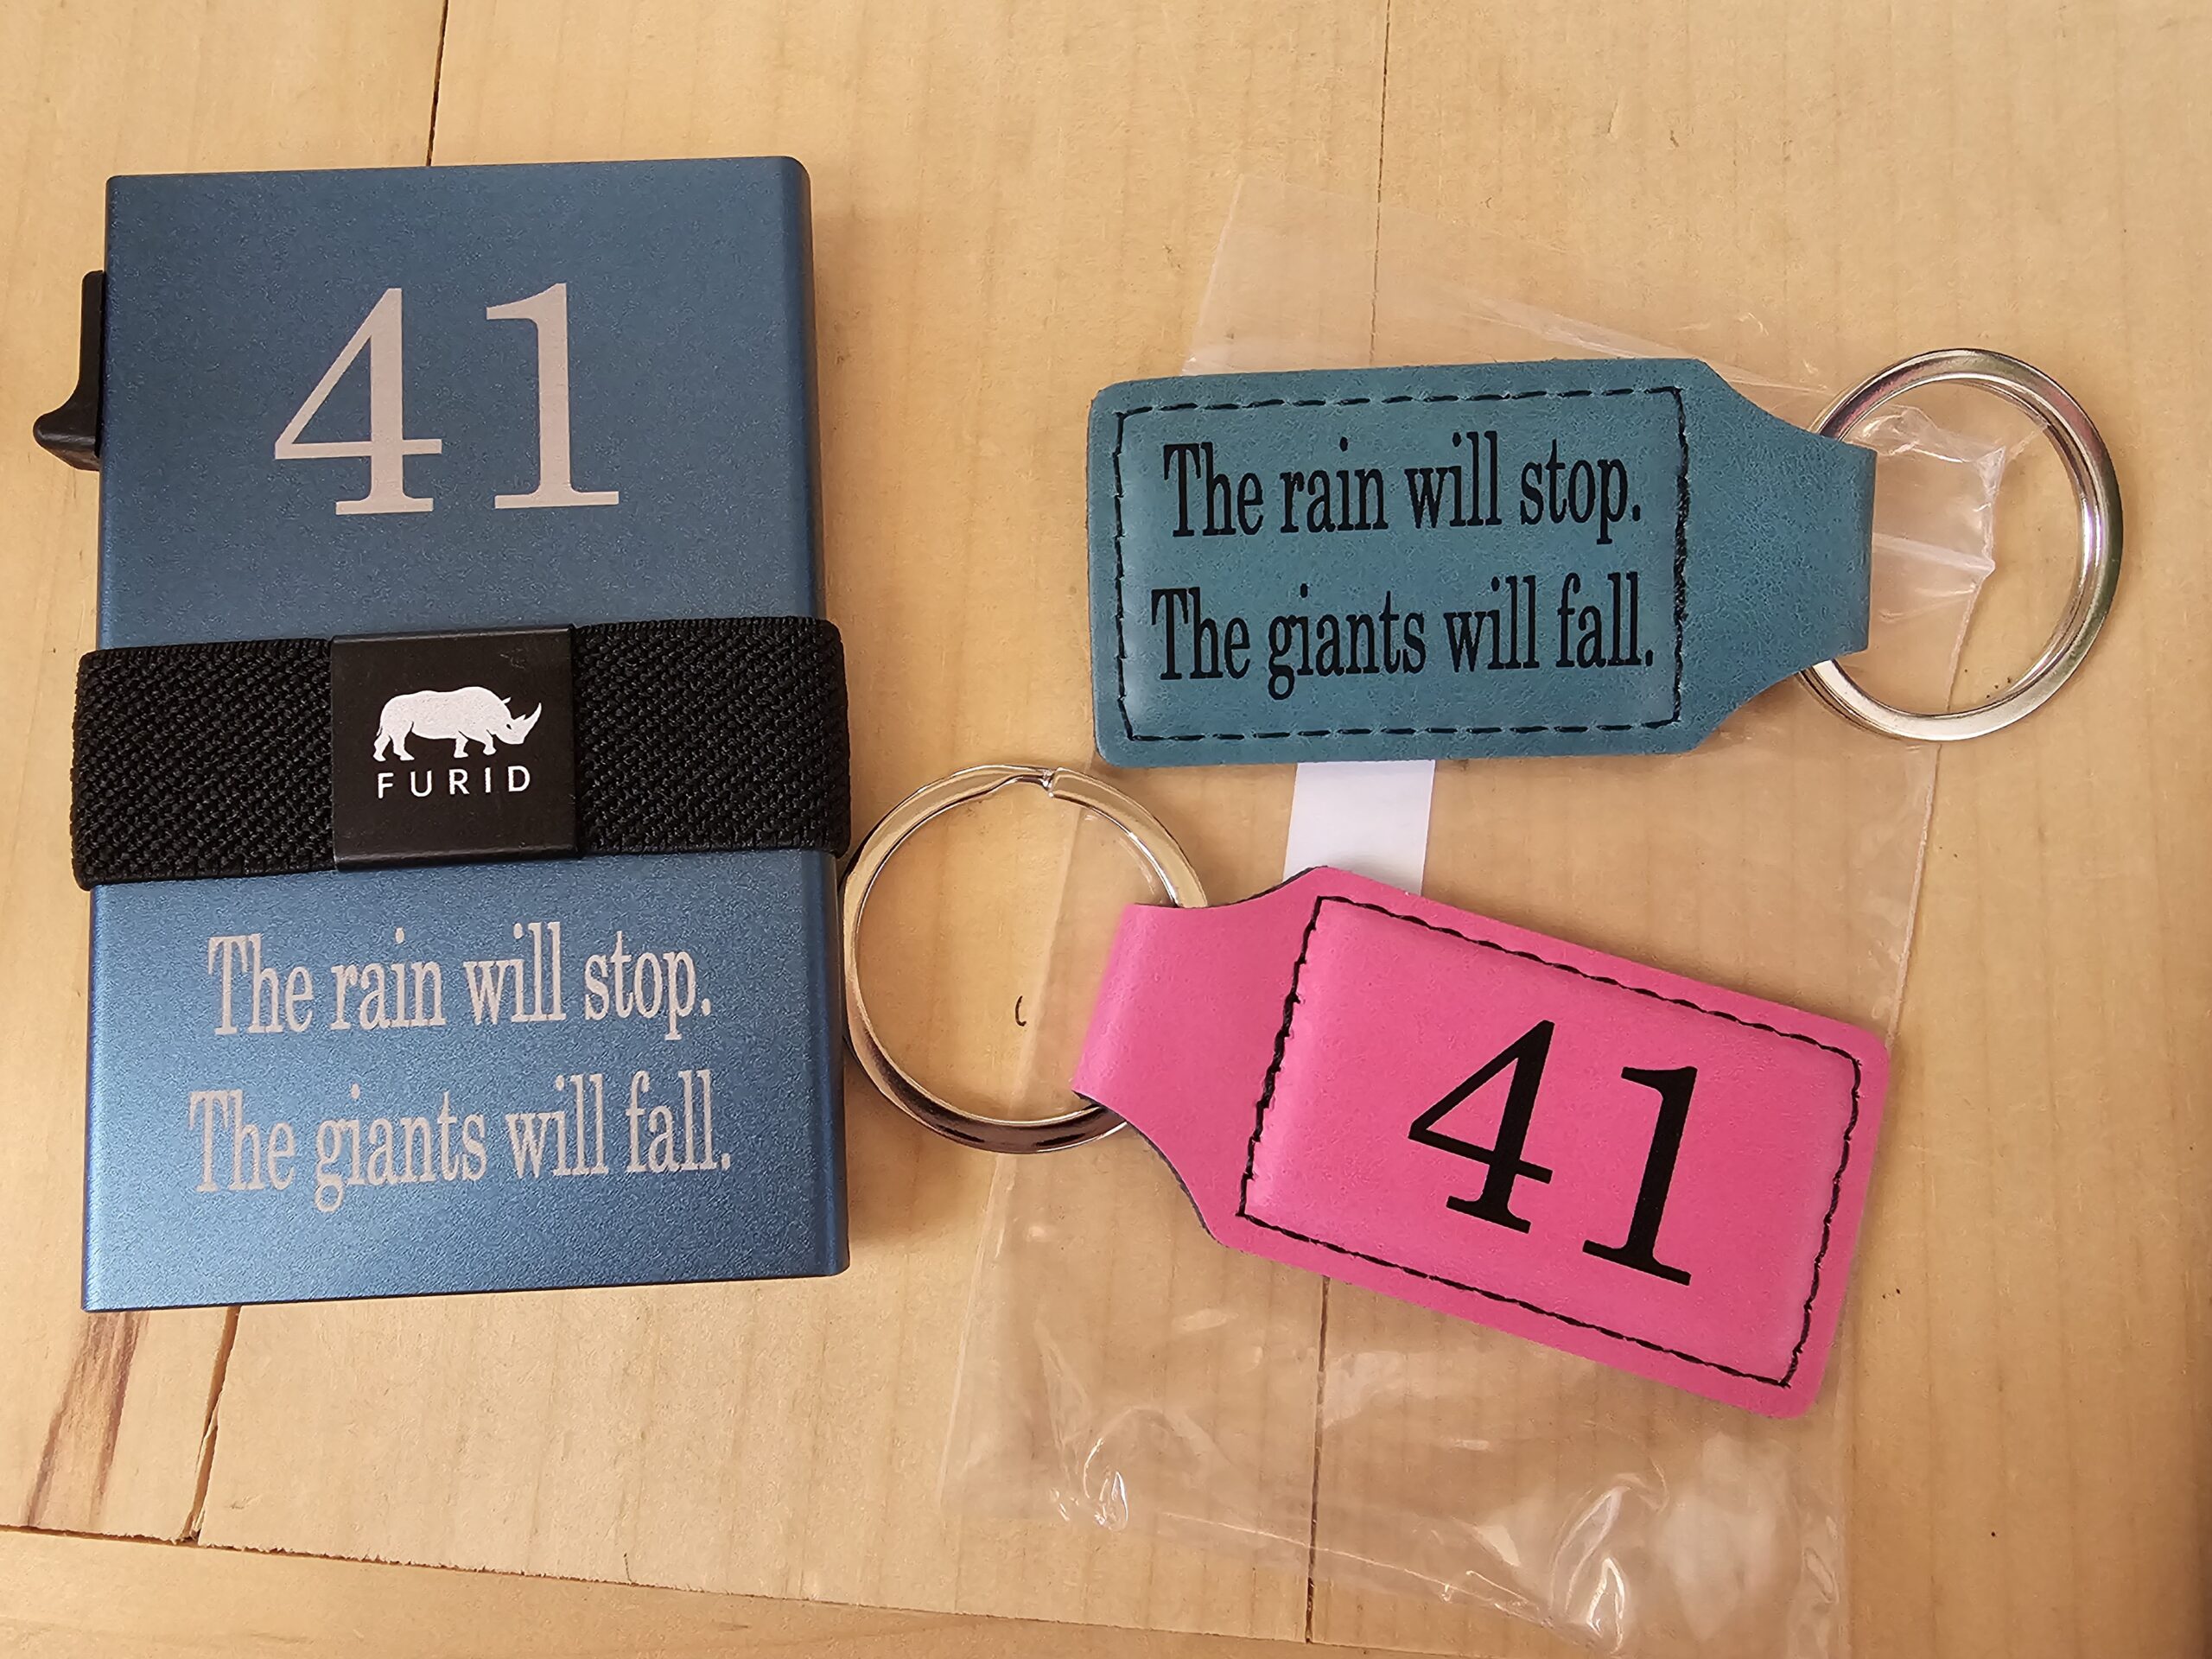 41
FURID
The rain will stop.
The giants will fall.
The rain will stop.
The giants will fall.
41